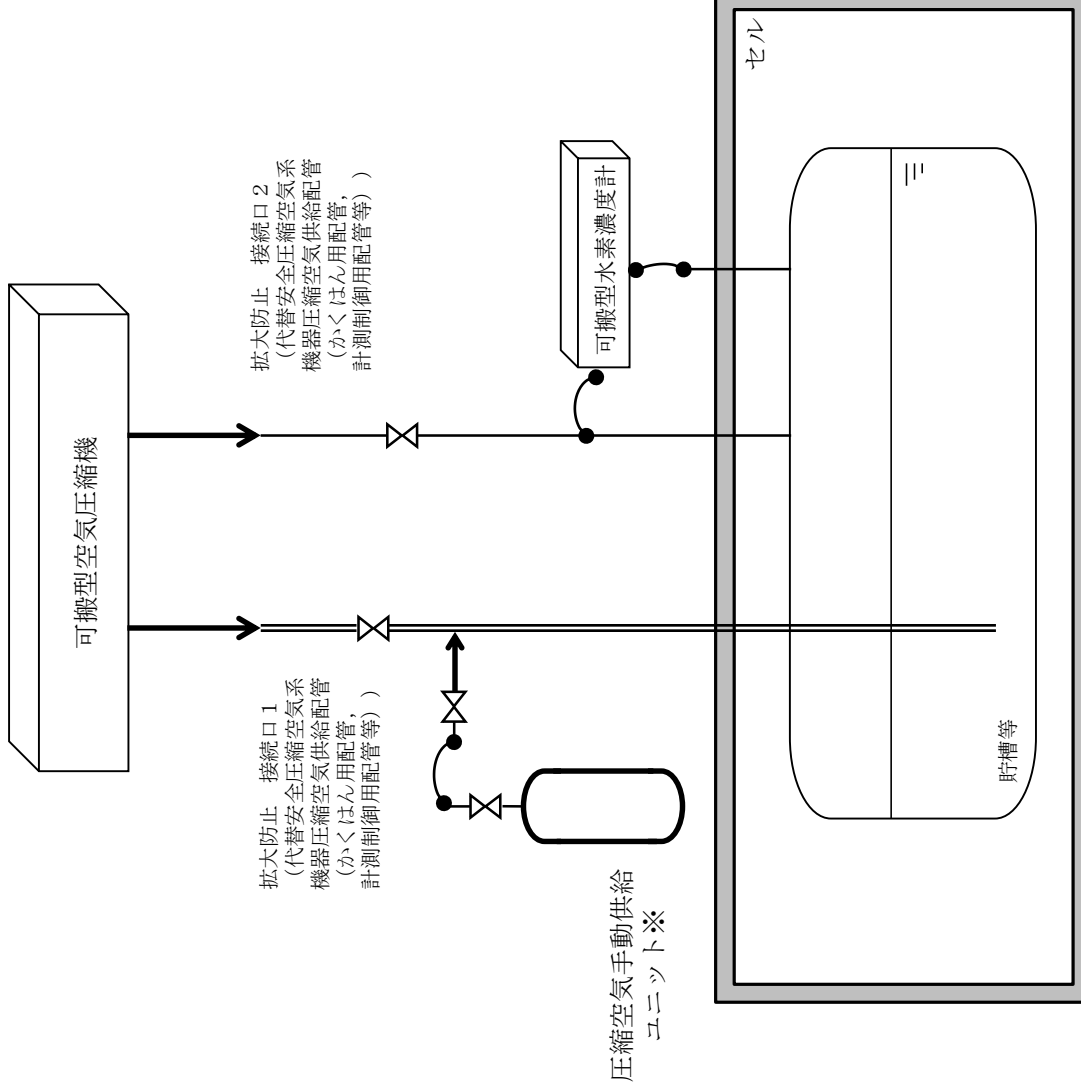 可搬型空気圧縮機
拡大防止　接続口1
(代替安全圧縮空気系
機器圧縮空気供給配管
(かくはん用配管,
計測制御用配管等))
拡大防止　接続口2
(代替安全圧縮空気系
機器圧縮空気供給配管
(かくはん用配管,
計測制御用配管等))
可搬型水素濃度計
圧縮空気手動供給
ユニット※
セル
貯槽等